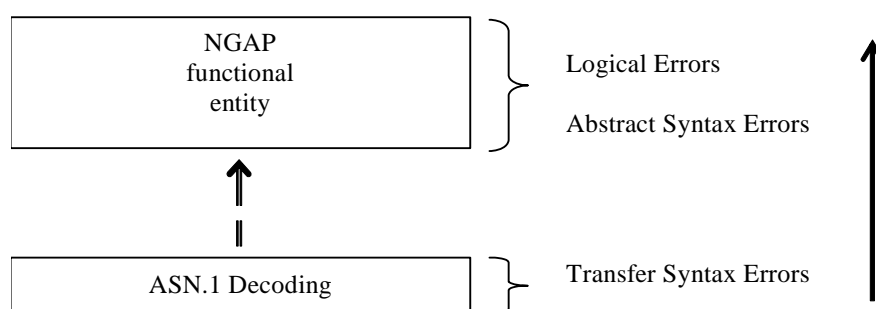 NGAP
functional
entity
Logical Errors
Abstract Syntax Errors
ASN.1 Decoding
Transfer Syntax Errors